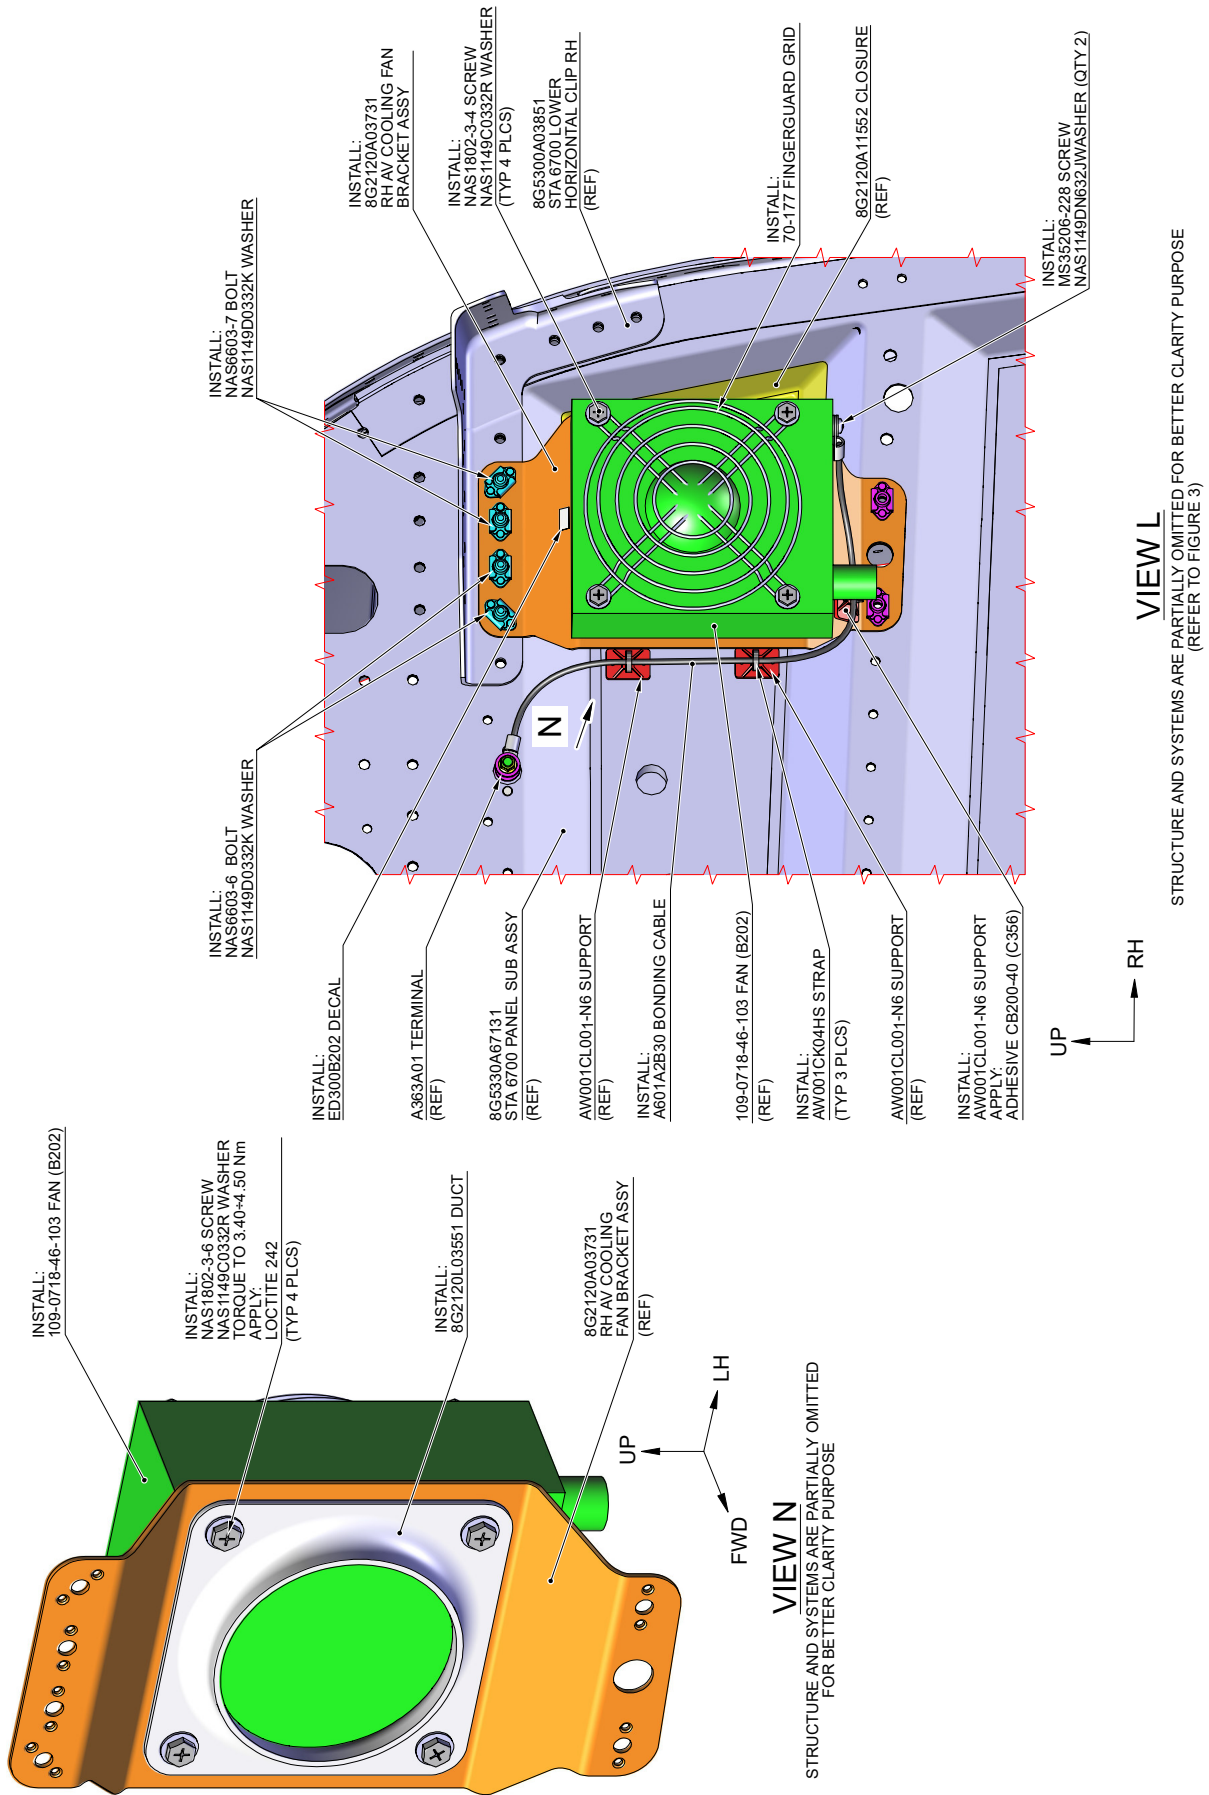 INSTALL:
109-0718-46-103 FAN (B202)
INSTALL:
NAS1802-3-6 SCREW
NAS1149C0332R WASHER
TORQUE TO 3.40÷4.50 Nm
APPLY:
LOCTITE 242
(TYP 4 PLCS)
INSTALL:
8G2120L03551 DUCT
8G2120A03731
RH AV COOLING
FAN BRACKET ASSY
(REF)
UP
LH
FWD
VIEW N
STRUCTURE AND SYSTEMS ARE PARTIALLY OMITTED
FOR BETTER CLARITY PURPOSE
INSTALL:
NAS6603-6 BOLT
NAS1149D0332K WASHER
INSTALL:
NAS6603-7 BOLT
NAS1149D0332K WASHER
INSTALL:
8G2120A03731
RH AV COOLING FAN
BRACKET ASSY
INSTALL:
NAS1802-3-4 SCREW
NAS1149C0332R WASHER
(TYP 4 PLCS)
8G5300A03851
STA 6700 LOWER
HORIZONTAL CLIP RH
(REF)
INSTALL:
70-177 FINGERGUARD GRID
8G2120A11552 CLOSURE
(REF)
INSTALL:
MS35206-228 SCREW
NAS1149DN632JWASHER (QTY 2)
N
INSTALL:
ED300B202 DECAL
A363A01 TERMINAL
(REF)
8G5330A67131
STA 6700 PANEL SUB ASSY
(REF)
AW001CL001-N6 SUPPORT
(REF)
INSTALL:
A601A2B30 BONDING CABLE
109-0718-46-103 FAN (B202)
(REF)
INSTALL:
AW001CK04HS STRAP
(TYP 3 PLCS)
AW001CL001-N6 SUPPORT
(REF)
INSTALL:
AW001CL001-N6 SUPPORT
APPLY:
ADHESIVE CB200-40 (C356)
UP
RH
VIEW L
STRUCTURE AND SYSTEMS ARE PARTIALLY OMITTED FOR BETTER CLARITY PURPOSE
(REFER TO FIGURE 3)